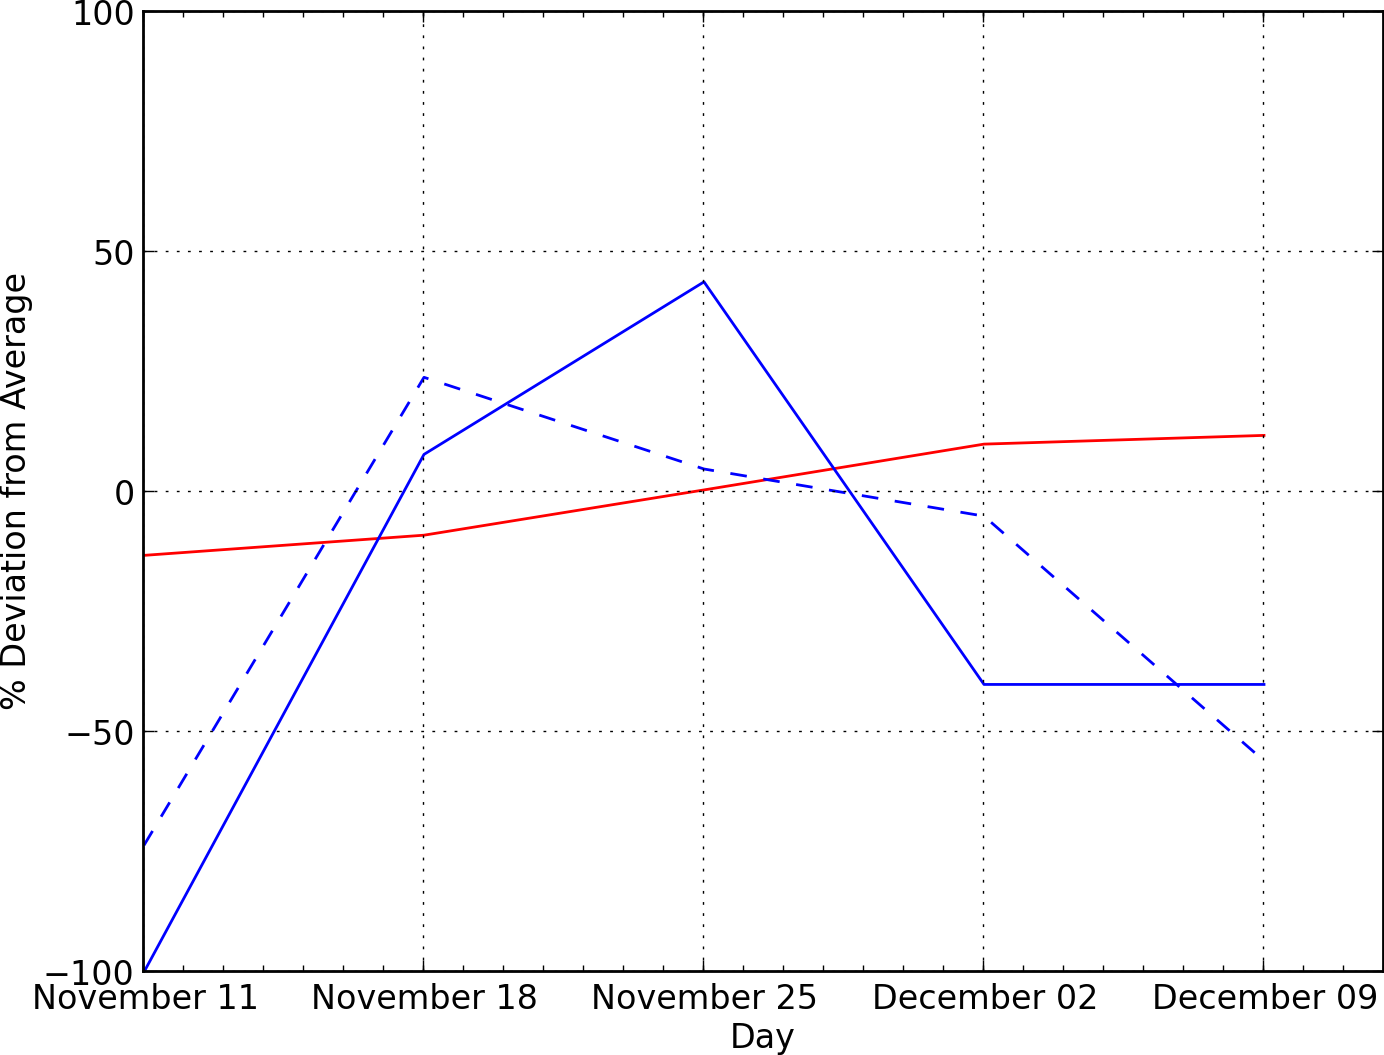 100
50
0
−50
−100
% Deviation from Average
November 11
November 18
November 25
December 02
December 09
Day